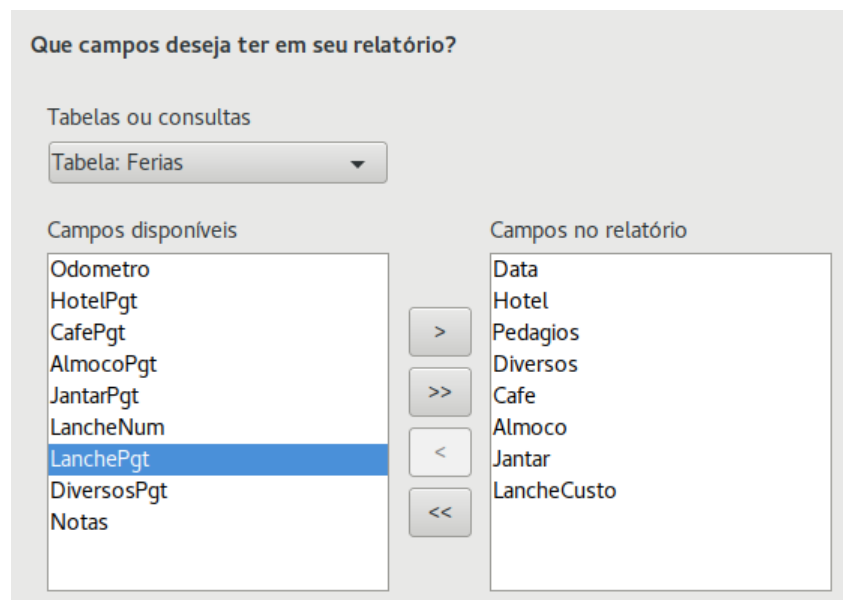 Que campos deseja ter em seu relatório?
Tabelas ou consultas
Tabela: Ferias
Campos disponíveis
Odometro
HotelPgt
CafePgt
AlmocoPgt
JantarPgt
LancheNum
LanchePgt
DiversosPgt
Notas
>
>>
<
<<
Campos no relatório
Data
Hotel
Pedagios
Diversos
Cafe
Almoco
Jantar
LancheCusto